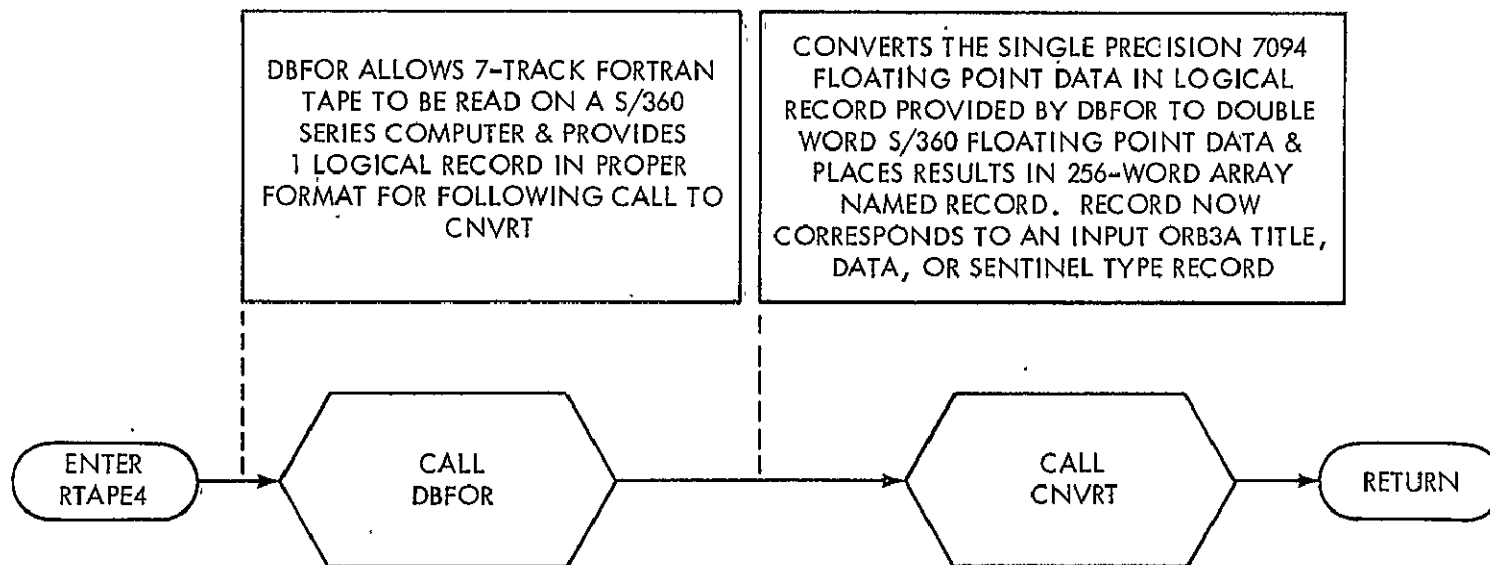 DBFOR ALLOWS 7-TRACK FORTRAN
TAPE TO BE READ ON A S/360
SERIES COMPUTER & PROVIDES
1 LOGICAL RECORD IN PROPER
FORMAT FOR FOLLOWING CALL TO
CNVRT
CONVERTS THE SINGLE PRECISION 7094
FLOATING POINT DATA IN LOGICAL
RECORD PROVIDED BY DBFOR TO DOUBLE
WORD S/360 FLOATING POINT DATA &
PLACES RESULTS IN 256-WORD ARRAY
NAMED RECORD. RECORD NOW
CORRESPONDS TO AN INPUT ORB3A TITLE,
DATA, OR SENTINEL TYPE RECORD
ENTER
RTAPE4
CALL
DBFOR
CALL
CNVRT
RETURN